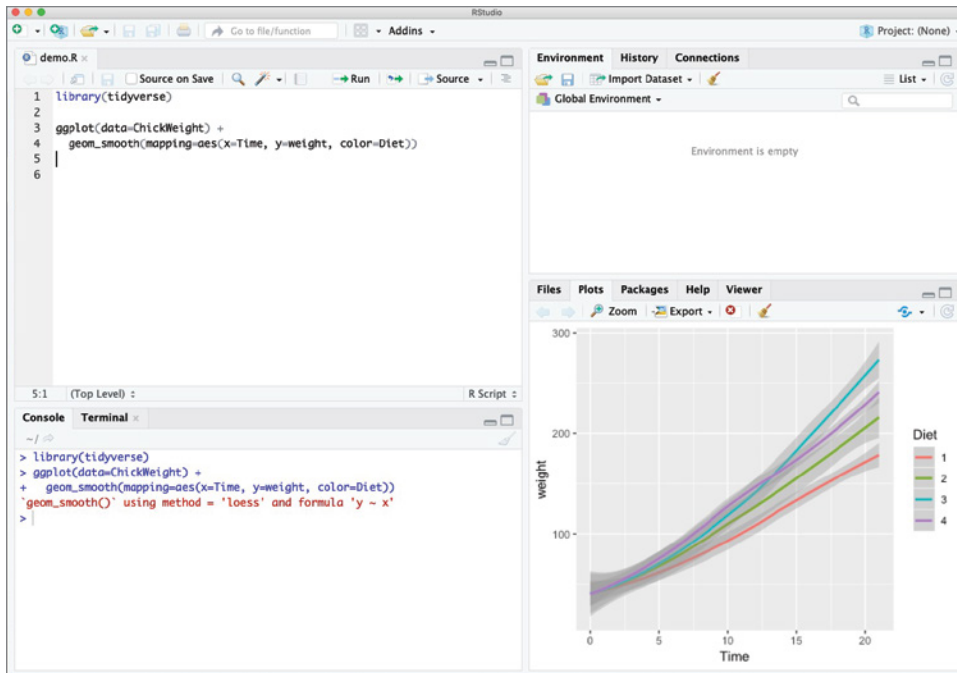 RStudio
Go to file/function
Addins
Project: (None)
demo.R
Source on Save
Run
Source
1 library(tidyverse)
2
3 ggplot(data=ChickWeight) +
4 geom_smooth(mapping=aes(x=Time, y=weight, color=Diet))
5
6
5:1 (Top Level) R Script
Console Terminal
~/
> library(tidyverse)
> ggplot(data=ChickWeight) +
+ geom_smooth(mapping=aes(x=Time, y=weight, color=Diet))
`geom_smooth()` using method = 'loess' and formula 'y ~ x'
>
Environment History Connections
Import Dataset List
Global Environment
Environment is empty
Files Plots Packages Help Viewer
Zoom Export
300
200
100
weight
0 5 10 15 20
Time
Diet
1
2
3
4